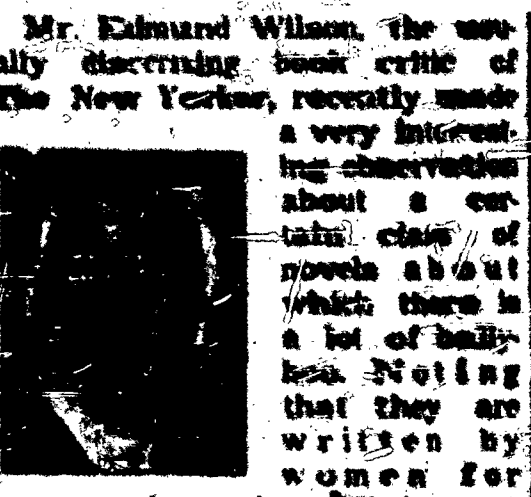 Mr. Edmund Wilson, the usu-
ally discerning book critic of
The New Yorker, recently made
a very interest-
ing observation
about a cer-
tain class of
novels about
which there is
a lot of bally-
hoo. Noting
that they are
written by
women for